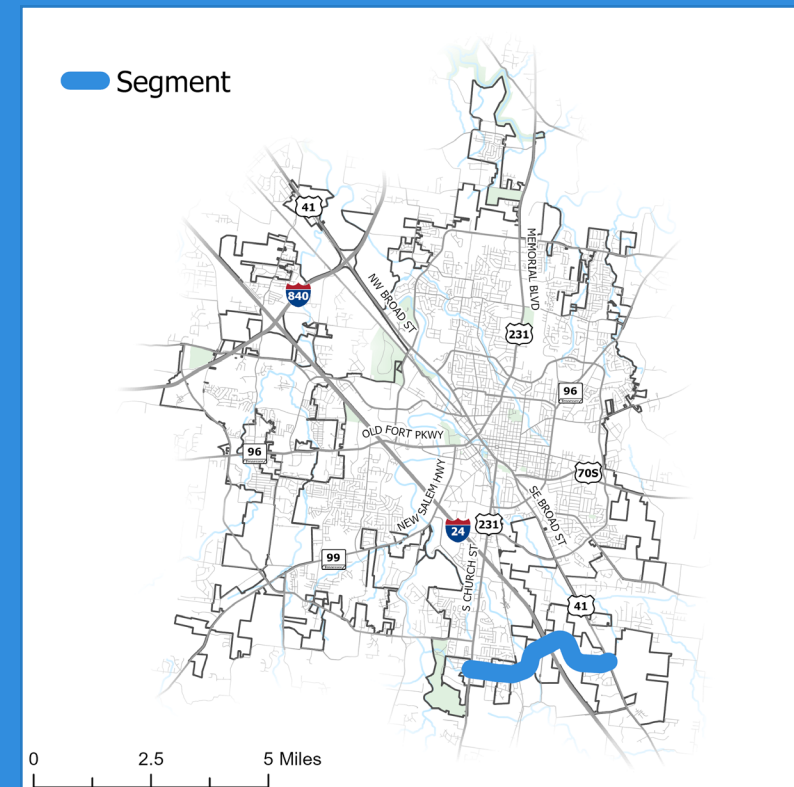 Segment
41
840
NW BROAD ST
MEMORIAL BLVD
231
96
OLD FORT PKWY
96
70S
NEW SALEM HWY
SE BROAD ST
24
231
99
S CHURCH ST
41
0 2.5 5 Miles